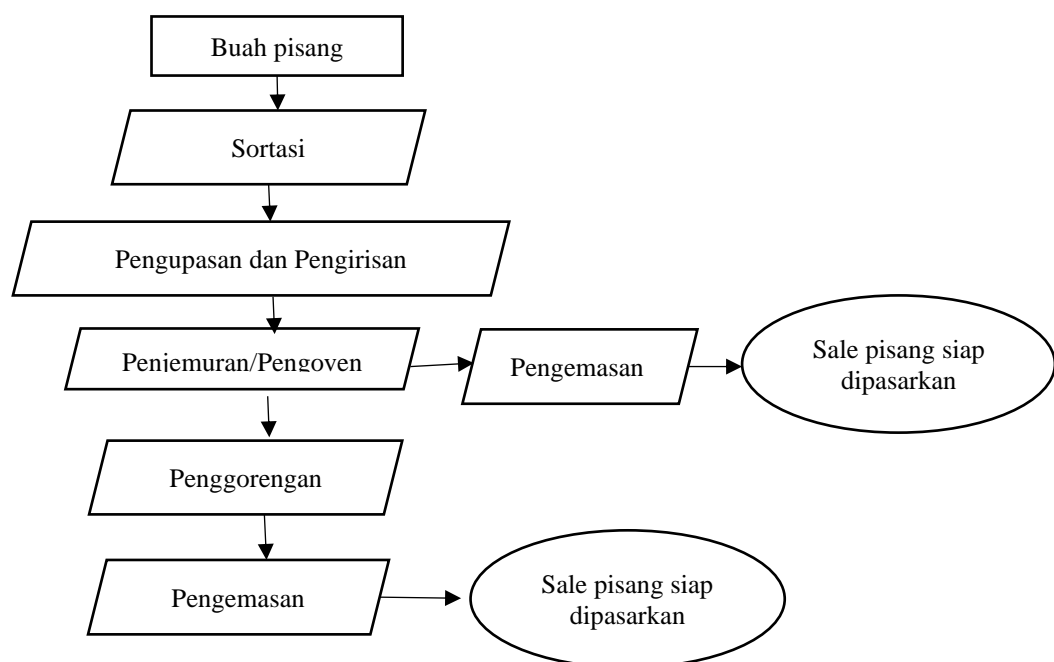 Buah pisang
Sortasi
Pengupasan dan Pengirisan
Penjemuran/Pengoven
Pengemasan
Sale pisang siap
dipasarkan
Penggorengan
Pengemasan
Sale pisang siap
dipasarkan